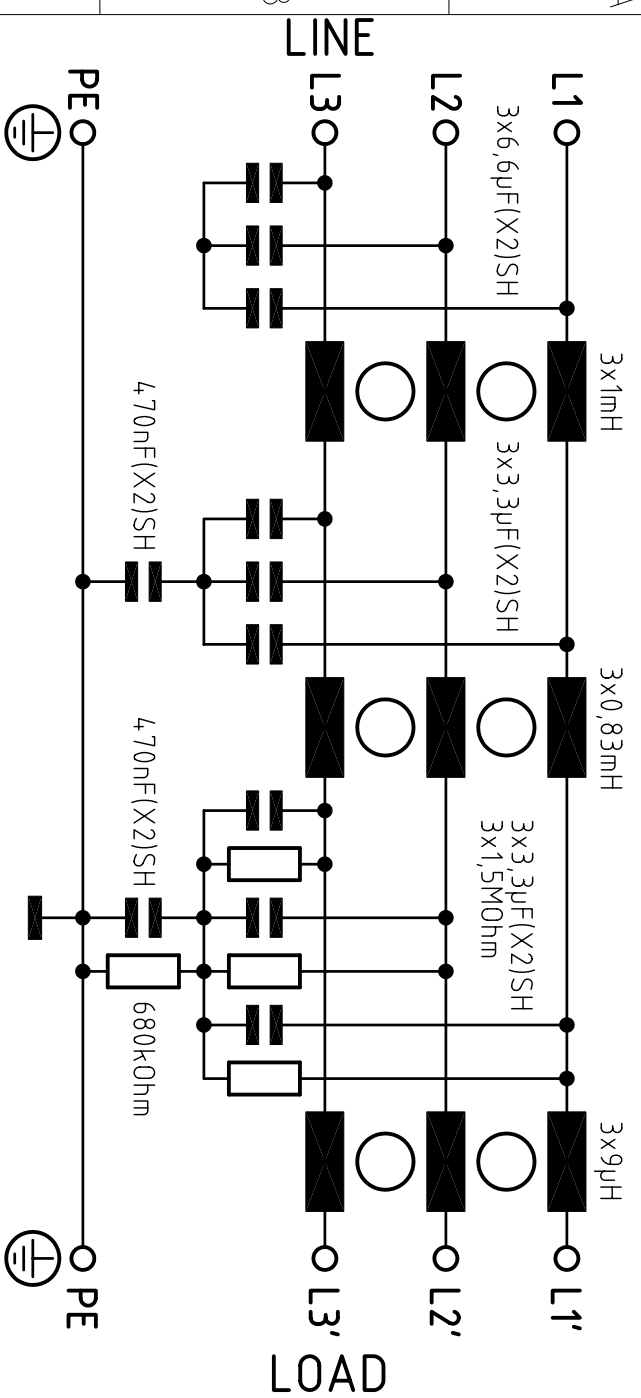 LINE
L1
L2
L3
PE
3x6,6µF(X2)SH
3x1mH
3x3,3µF(X2)SH
470nF(X2)SH
3x0,83mH
3x3,3µF(X2)SH
3x1,5MOhm
470nF(X2)SH
680kOhm
3x9µH
L1'
L2'
L3'
PE
LOAD